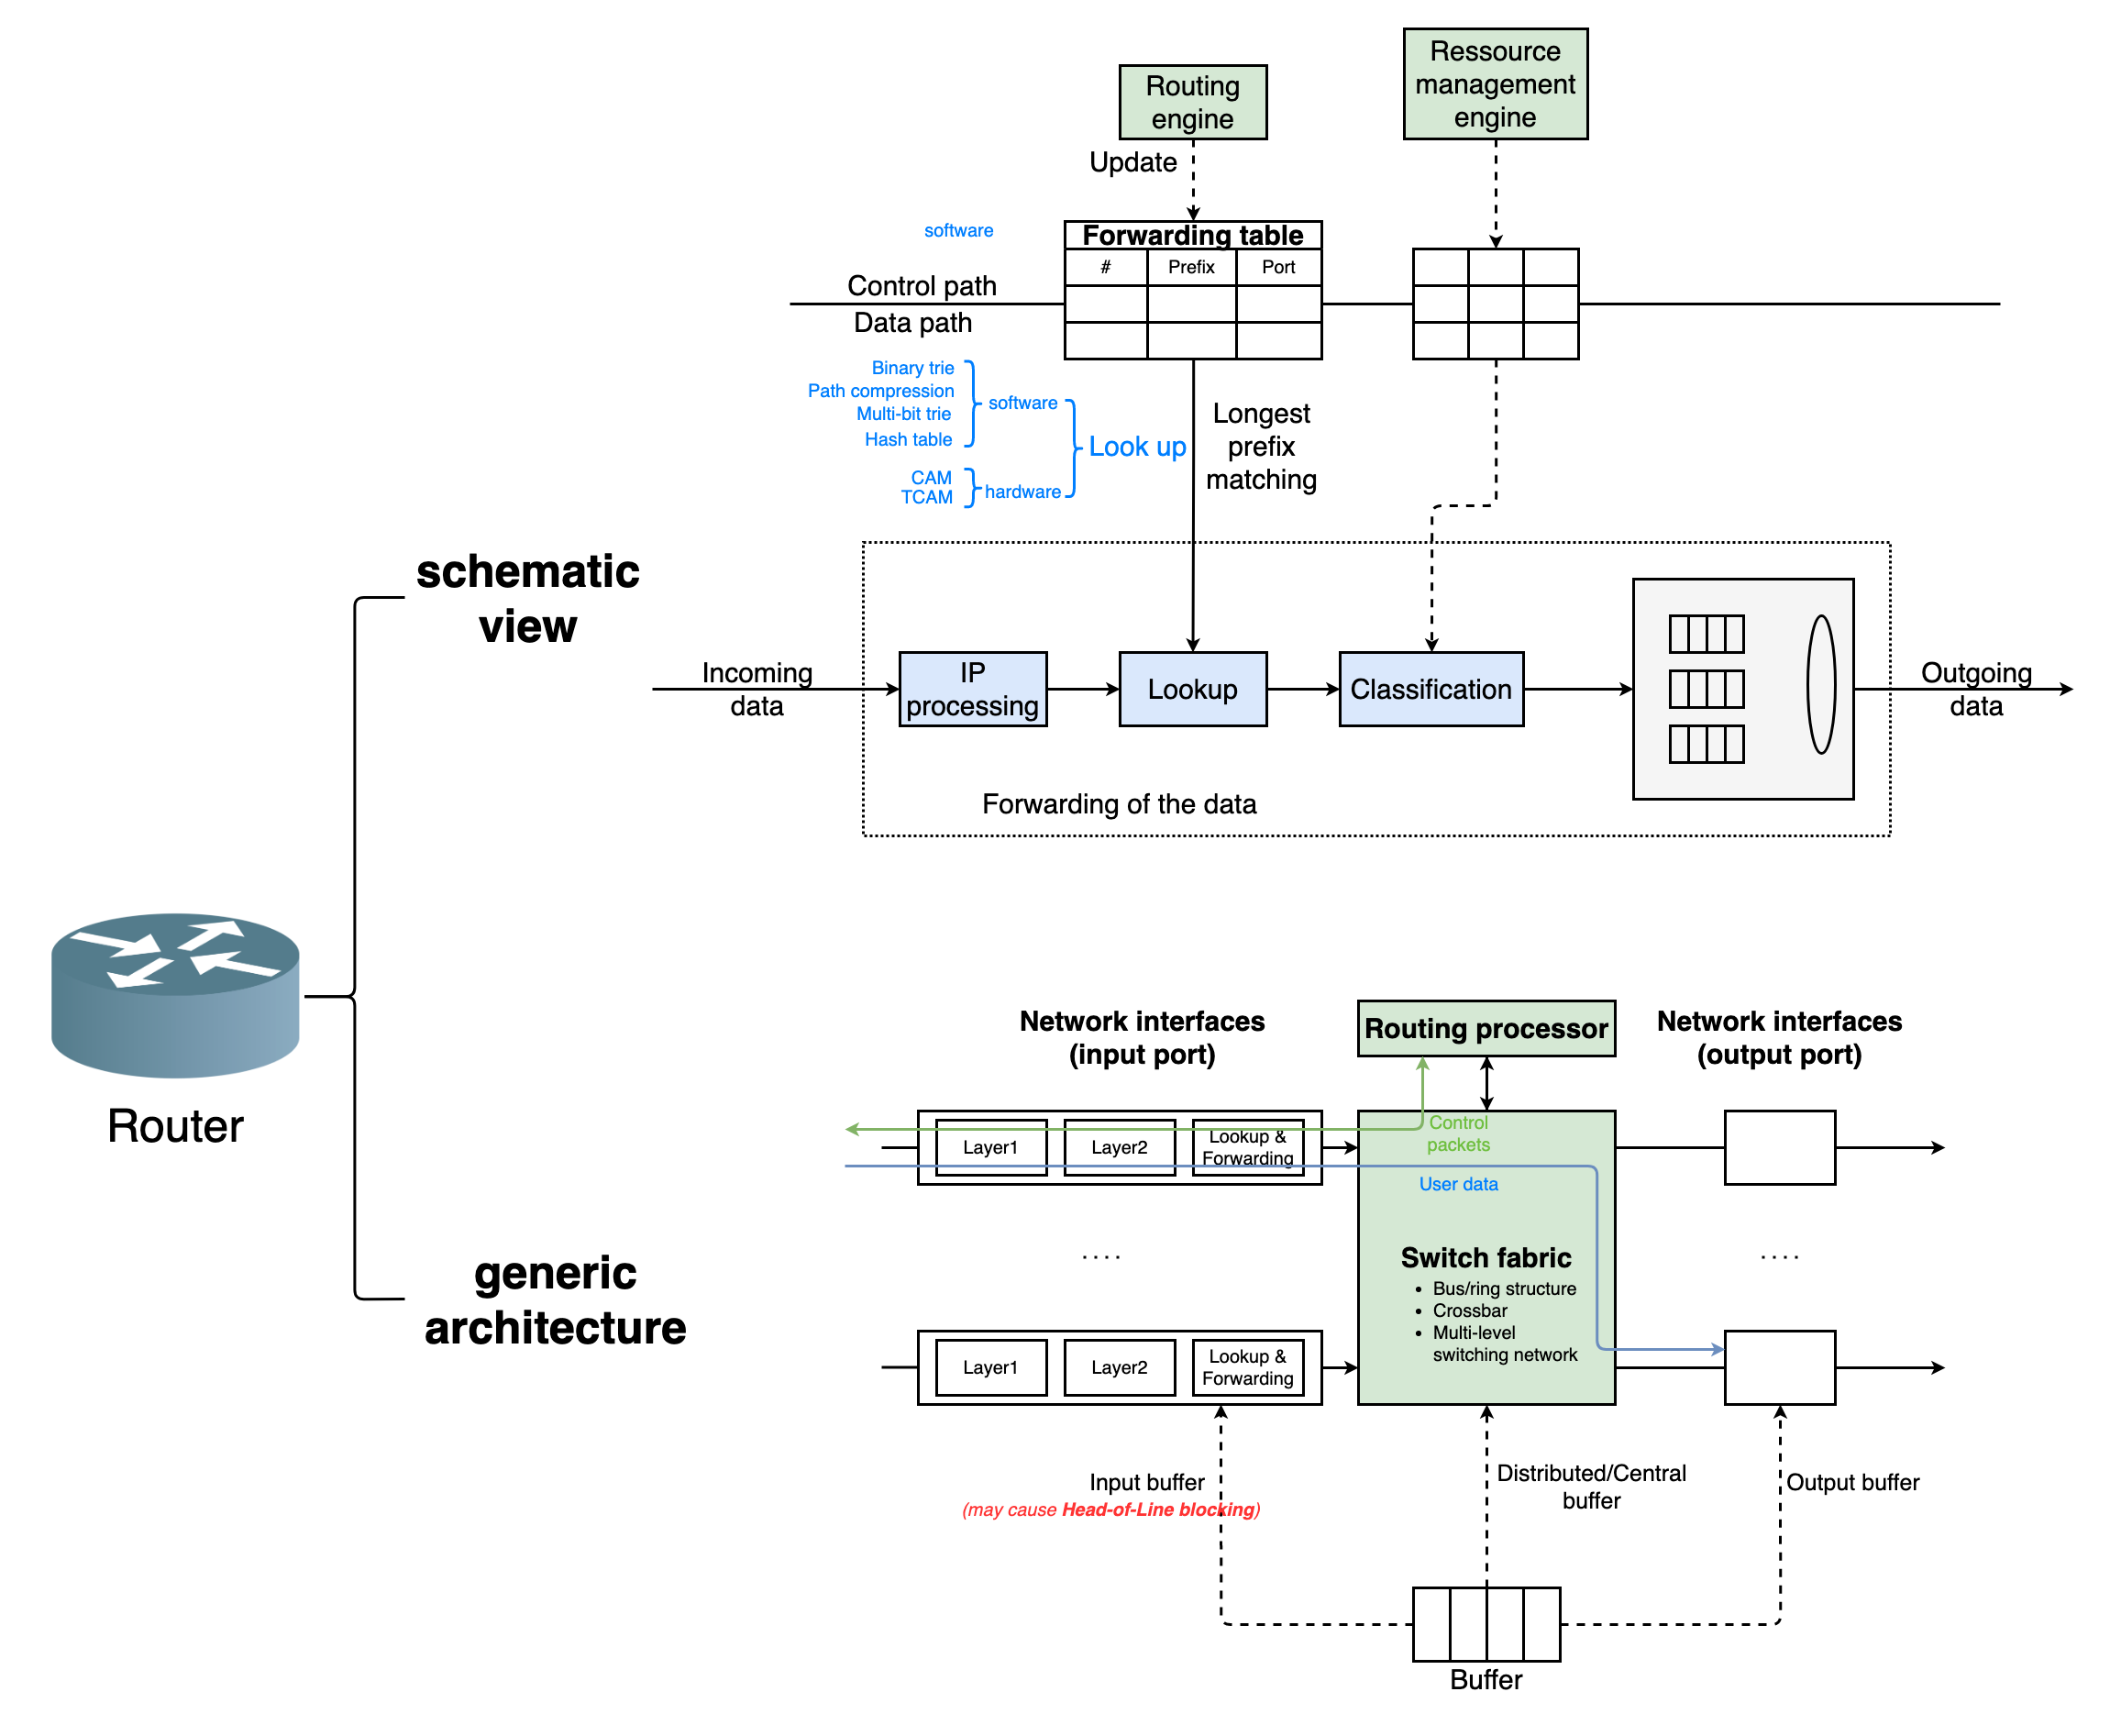 Routing
engine
Ressource
management
engine
Update
software
Forwarding table
# Prefix Port
Control path
Data path
Binary trie
Path compression
Multi-bit trie
Hash table
software
CAM
TCAM
hardware
Look up
Longest
prefix
matching
schematic
view
Incoming
data
IP
processing
Lookup
Classification
Outgoing
data
Forwarding of the data
Router
generic
architecture
Network interfaces
(input port)
Routing processor
Network interfaces
(output port)
Layer1
Layer2
Lookup &
Forwarding
Control
packets
User data
....
....
Switch fabric
• Bus/ring structure
• Crossbar
• Multi-level
switching network
Layer1
Layer2
Lookup &
Forwarding
Input buffer
(may cause Head-of-Line blocking)
Distributed/Central
buffer
Output buffer
Buffer